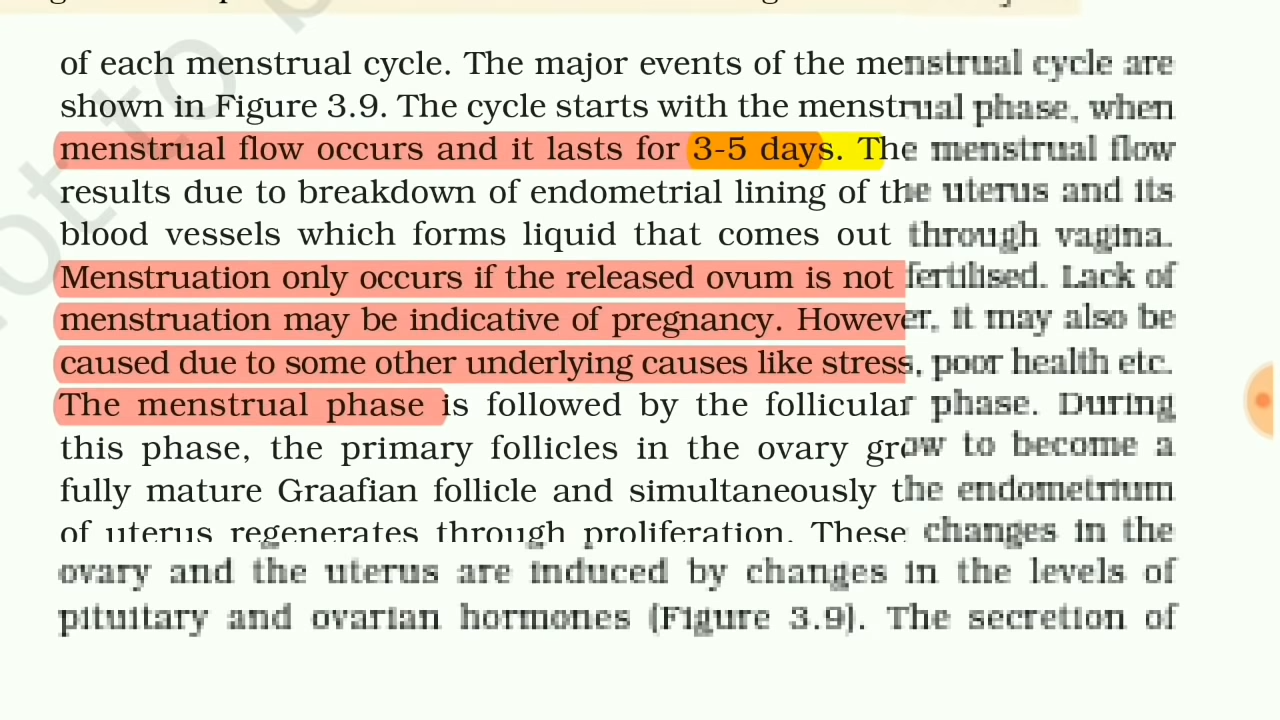 of each menstrual cycle. The major events of the menstrual cycle are
shown in Figure 3.9. The cycle starts with the menstrual phase, when
menstrual flow occurs and it lasts for 3-5 days. The menstrual flow
results due to breakdown of endometrial lining of the uterus and its
blood vessels which forms liquid that comes out through vagina.
Menstruation only occurs if the released ovum is not fertilised. Lack of
menstruation may be indicative of pregnancy. However, it may also be
caused due to some other underlying causes like stress, poor health etc.
The menstrual phase is followed by the follicular phase. During
this phase, the primary follicles in the ovary grow to become a
fully mature Graafian follicle and simultaneously the endometrium
of uterus regenerates through proliferation. These changes in the
ovary and the uterus are induced by changes in the levels of
pituitary and ovarian hormones (Figure 3.9). The secretion of